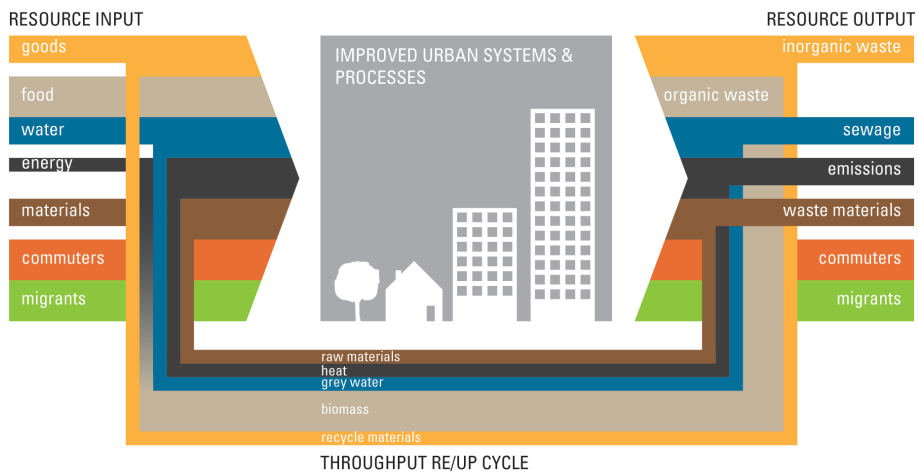 RESOURCE INPUT
RESOURCE OUTPUT
goods
food
water
energy
materials
commuters
migrants
IMPROVED URBAN SYSTEMS &
PROCESSES
inorganic waste
organic waste
sewage
emissions
waste materials
commuters
migrants
raw materials
heat
grey water
biomass
recycle materials
THROUGHPUT RE/UP CYCLE